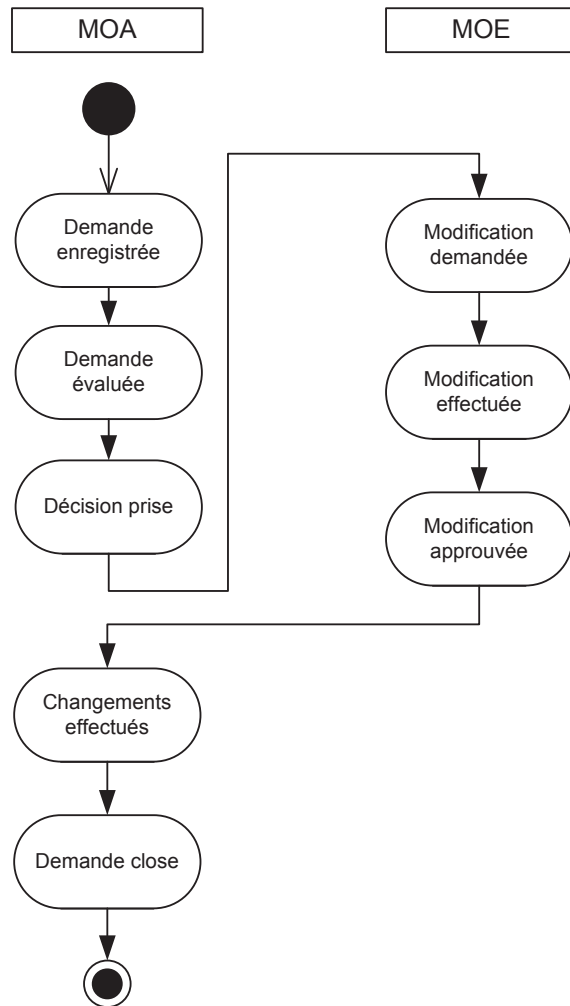 MOA
MOE
Demande
enregistrée
Demande
évaluée
Décision prise
Modification
demandée
Modification
effectuée
Modification
approuvée
Changements
effectués
Demande close